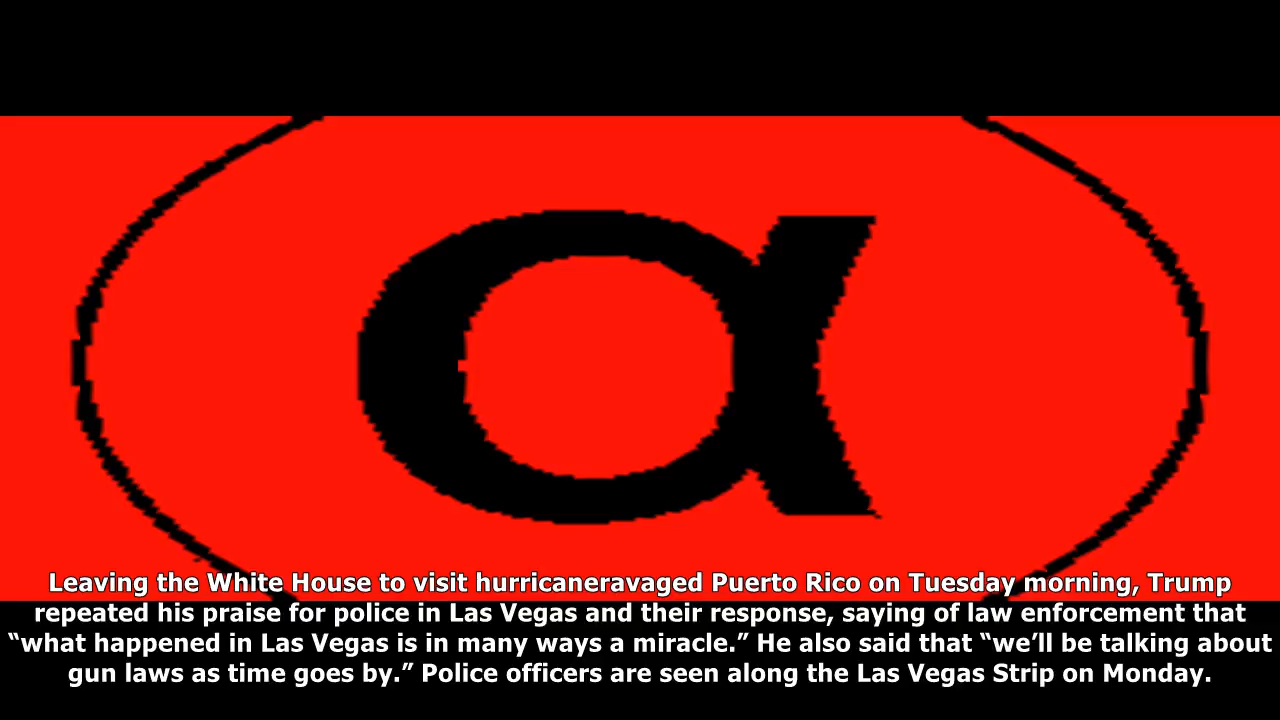 α
Leaving the White House to visit hurricaneravaged Puerto Rico on Tuesday morning, Trump
repeated his praise for police in Las Vegas and their response, saying of law enforcement that
“what happened in Las Vegas is in many ways a miracle.” He also said that “we’ll be talking about
gun laws as time goes by.” Police officers are seen along the Las Vegas Strip on Monday.